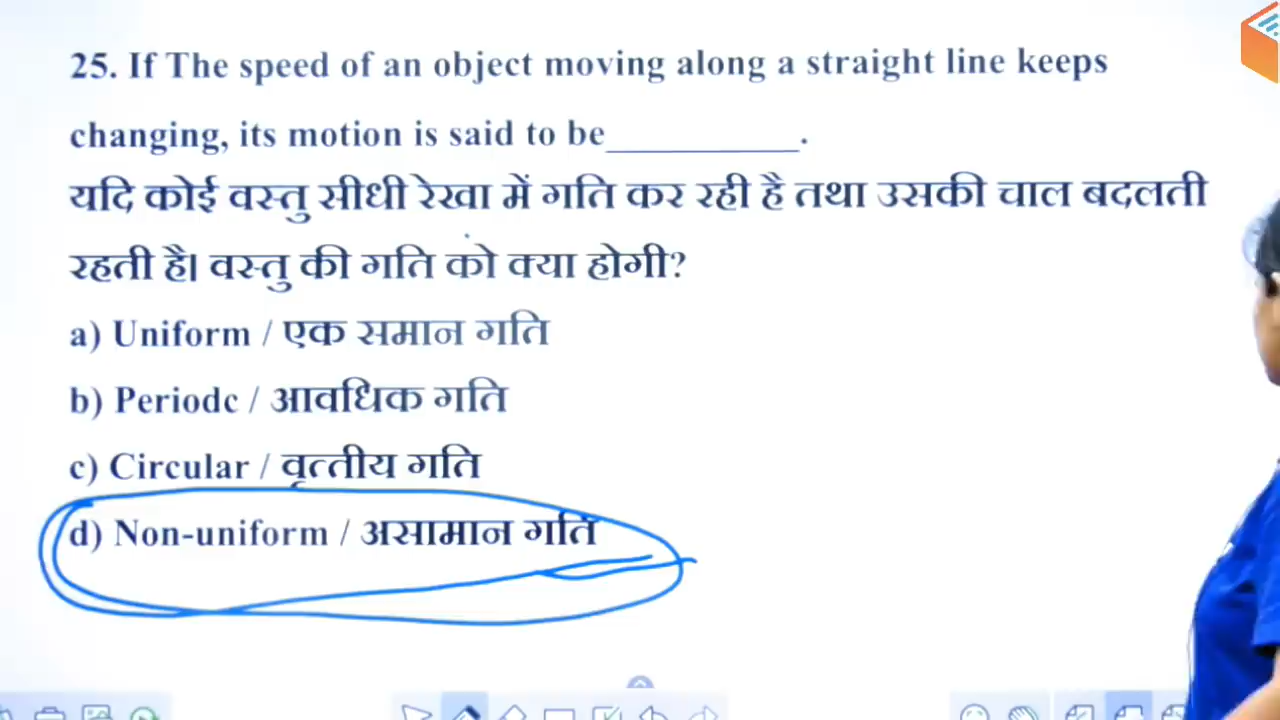 25. If The speed of an object moving along a straight line keeps
changing, its motion is said to be__________.
यदि कोई वस्तु सीधी रेखा में गति कर रही है तथा उसकी चाल बदलती
रहती है। वस्तु की गति को क्या होगी?
a) Uniform / एक समान गति
b) Periodc / आवधिक गति
c) Circular / वृत्तीय गति
d) Non-uniform / असामान गति